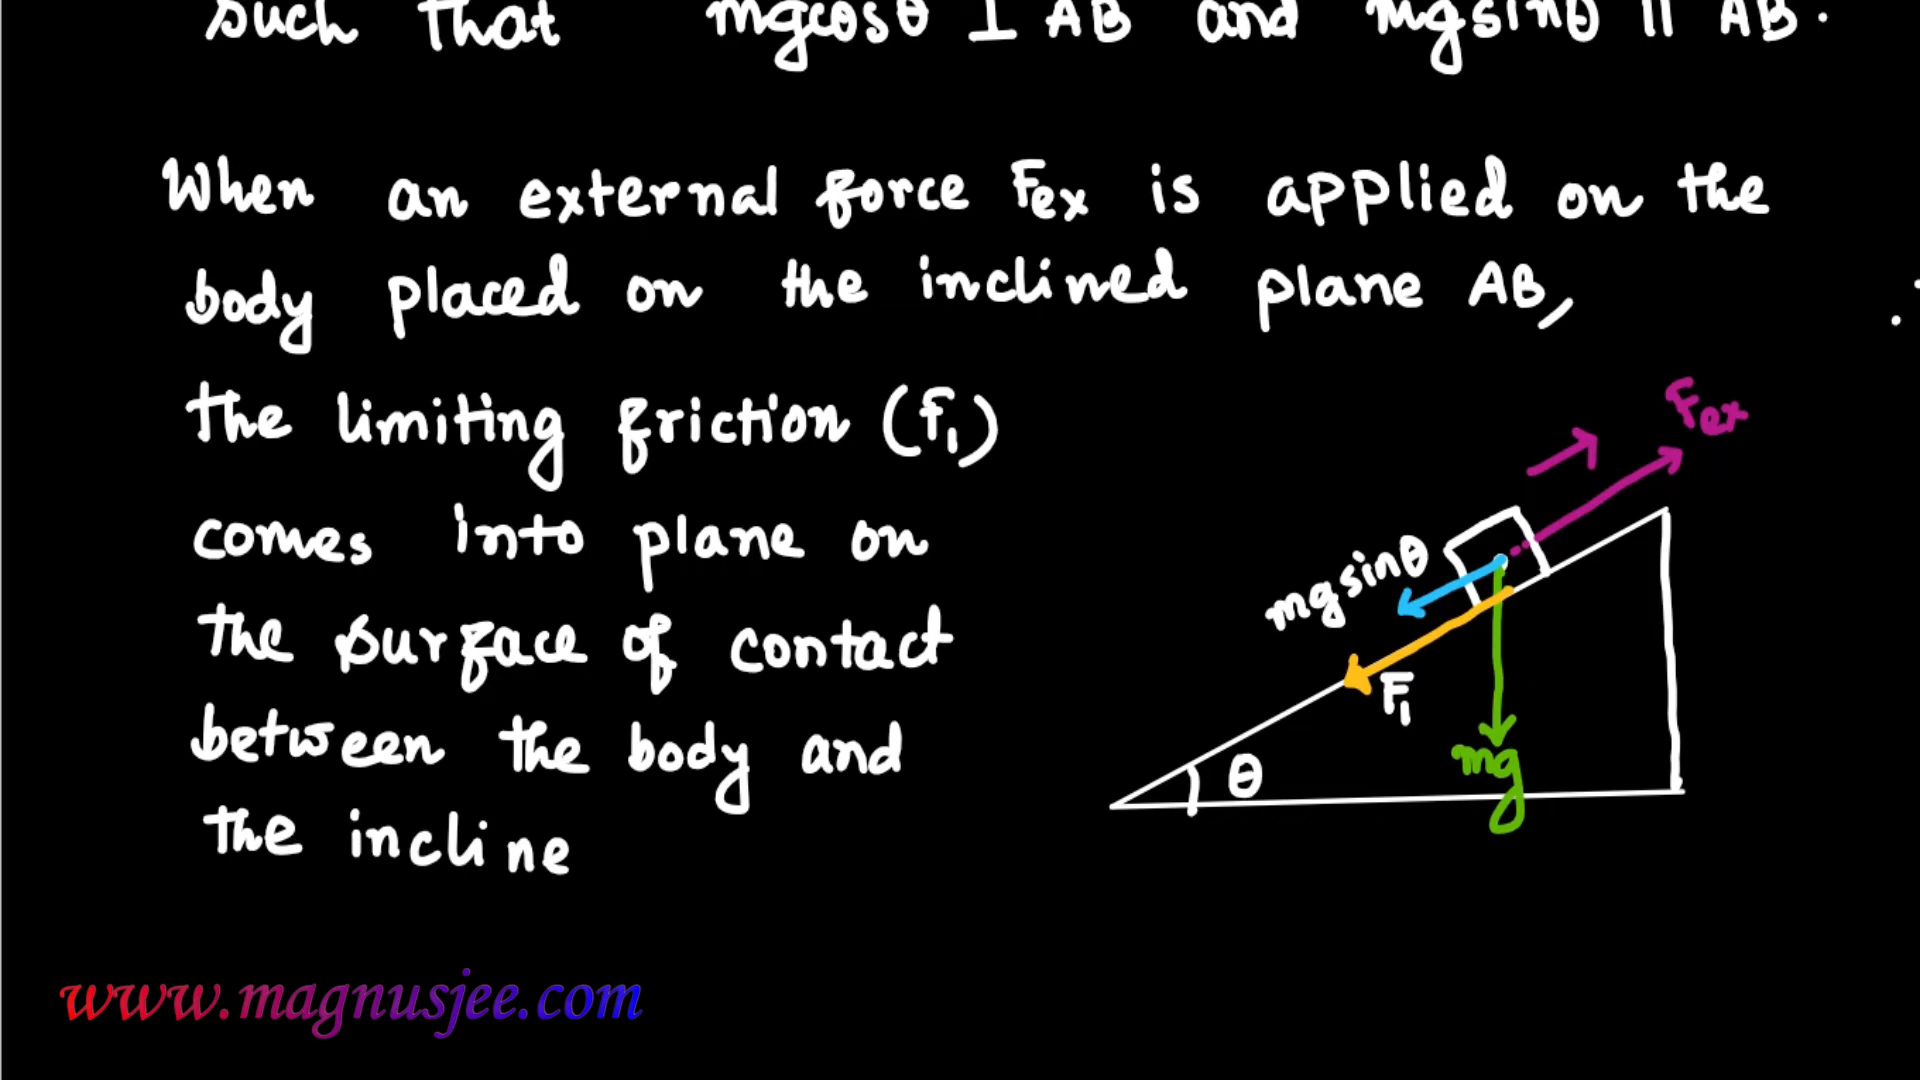 such that mgcosθ ⊥ AB and mgsinθ || AB.
When an external force Fex is applied on the
body placed on the inclined plane AB,
the limiting friction (f₁)
comes into plane on
the surface of contact
between the body and
the incline
Fex
mgsinθ
F₁
mg
θ
www.magnusjee.com